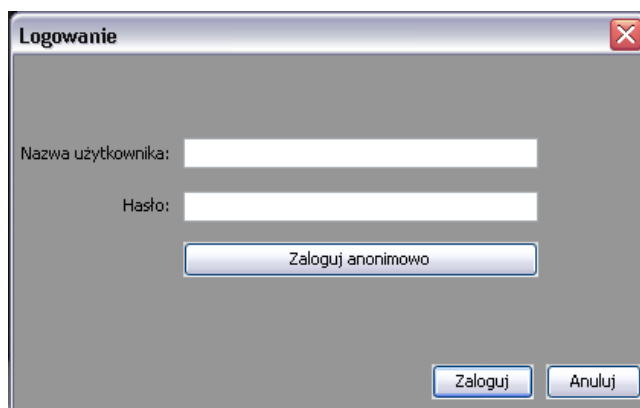 Logowanie
Nazwa użytkownika:
Hasło:
Zaloguj anonimowo
Zaloguj Anuluj